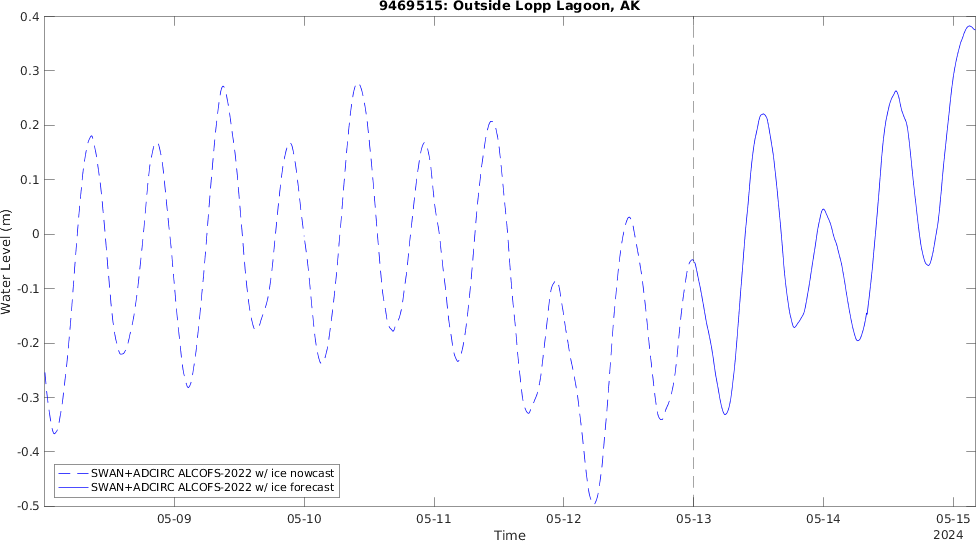 9469515: Outside Lopp Lagoon, AK
0.4
0.3
0.2
0.1
0
-0.1
-0.2
-0.3
-0.4
-0.5
Water Level (m)
SWAN+ADCIRC ALCOFS-2022 w/ ice nowcast
SWAN+ADCIRC ALCOFS-2022 w/ ice forecast
05-09 05-10 05-11 05-12 05-13 05-14 05-15
Time
2024